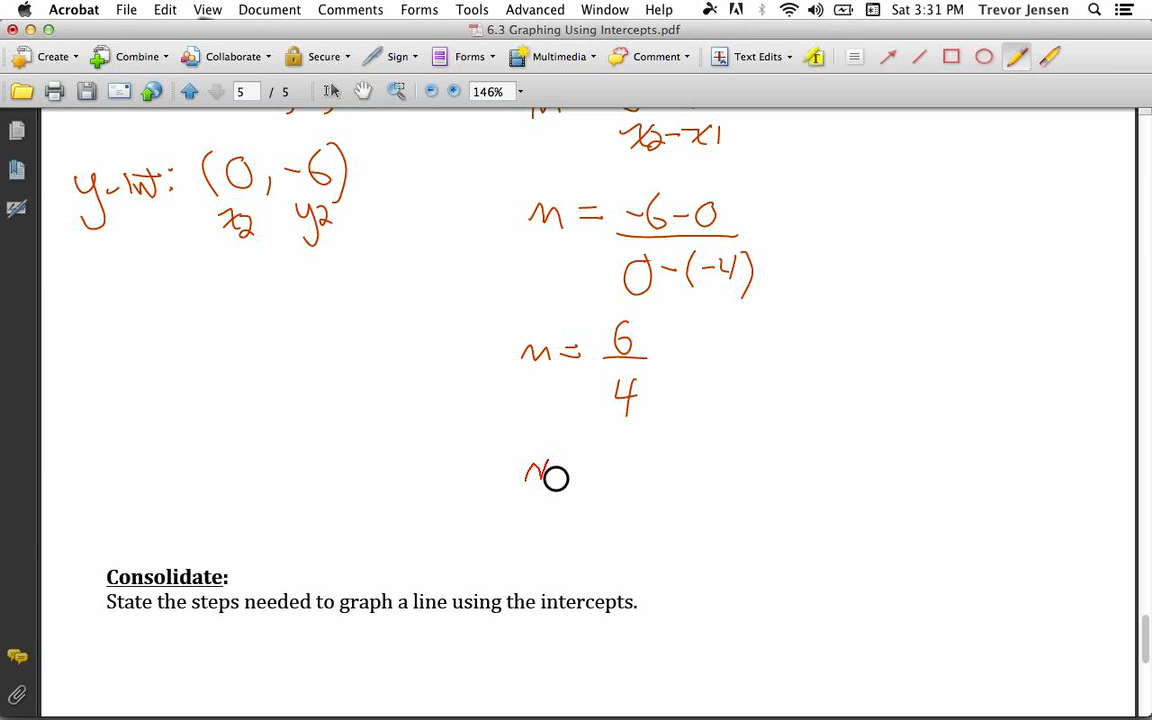 Acrobat File Edit View Document Comments Forms Tools Advanced Window Help Sat 3:31 PM Trevor Jensen
6.3 Graphing Using Intercepts.pdf
Create Combine Collaborate Secure Sign Forms Multimedia Comment Text Edits
5 / 5 146%
x2-x1
y-int: (0, -6)
x2 y2
m = -6-0
0-(-4)
m = 6
4
Consolidate:
State the steps needed to graph a line using the intercepts.